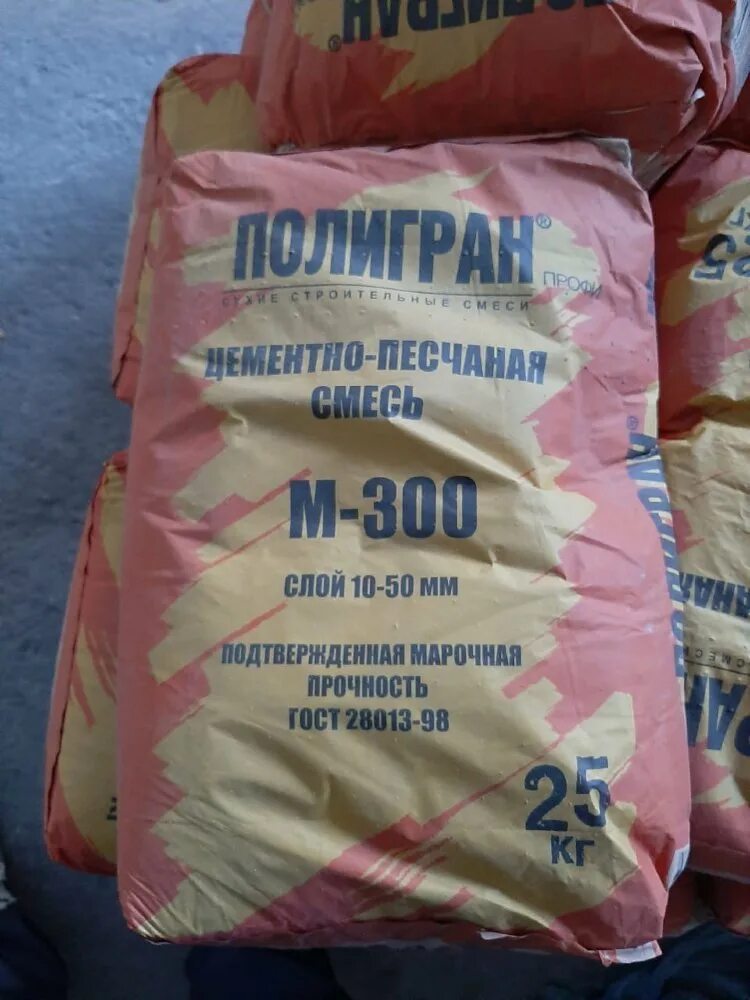 ПОЛИГРАН®
ПРОФИ
СУХИЕ СТРОИТЕЛЬНЫЕ СМЕСИ
ЦЕМЕНТНО-ПЕСЧАНАЯ
СМЕСЬ
М-300
СЛОЙ 10-50 ММ
ПОДТВЕРЖДЕННАЯ МАРОЧНАЯ
ПРОЧНОСТЬ
ГОСТ 28013-98
25
КГ